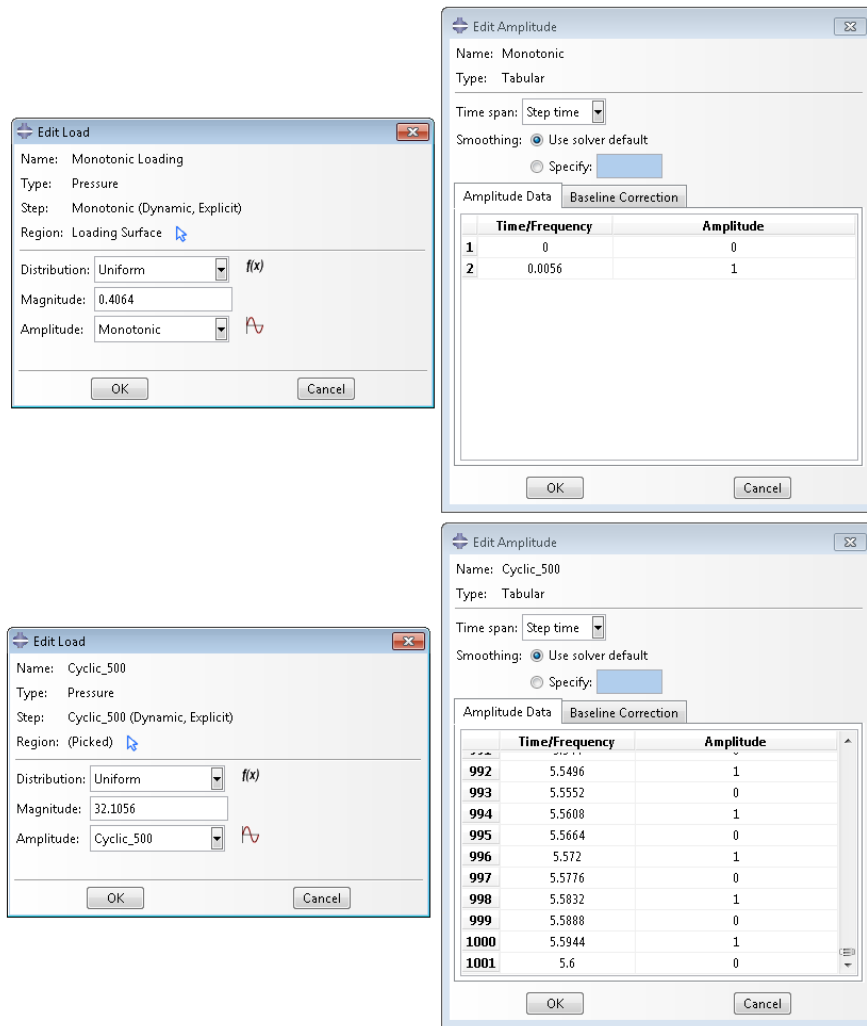 Edit Load
Name: Monotonic Loading
Type: Pressure
Step: Monotonic (Dynamic, Explicit)
Region: Loading Surface
Distribution: Uniform f(x)
Magnitude: 0.4064
Amplitude: Monotonic
OK Cancel
Edit Amplitude
Name: Monotonic
Type: Tabular
Time span: Step time
Smoothing: Use solver default
Specify:
Amplitude Data Baseline Correction
Time/Frequency Amplitude
1 0 0
2 0.0056 1
OK Cancel
Edit Load
Name: Cyclic_500
Type: Pressure
Step: Cyclic_500 (Dynamic, Explicit)
Region: (Picked)
Distribution: Uniform f(x)
Magnitude: 32.1056
Amplitude: Cyclic_500
OK Cancel
Edit Amplitude
Name: Cyclic_500
Type: Tabular
Time span: Step time
Smoothing: Use solver default
Specify:
Amplitude Data Baseline Correction
Time/Frequency Amplitude
992 5.5496 1
993 5.5552 0
994 5.5608 1
995 5.5664 0
996 5.572 1
997 5.5776 0
998 5.5832 1
999 5.5888 0
1000 5.5944 1
1001 5.6 0
OK Cancel